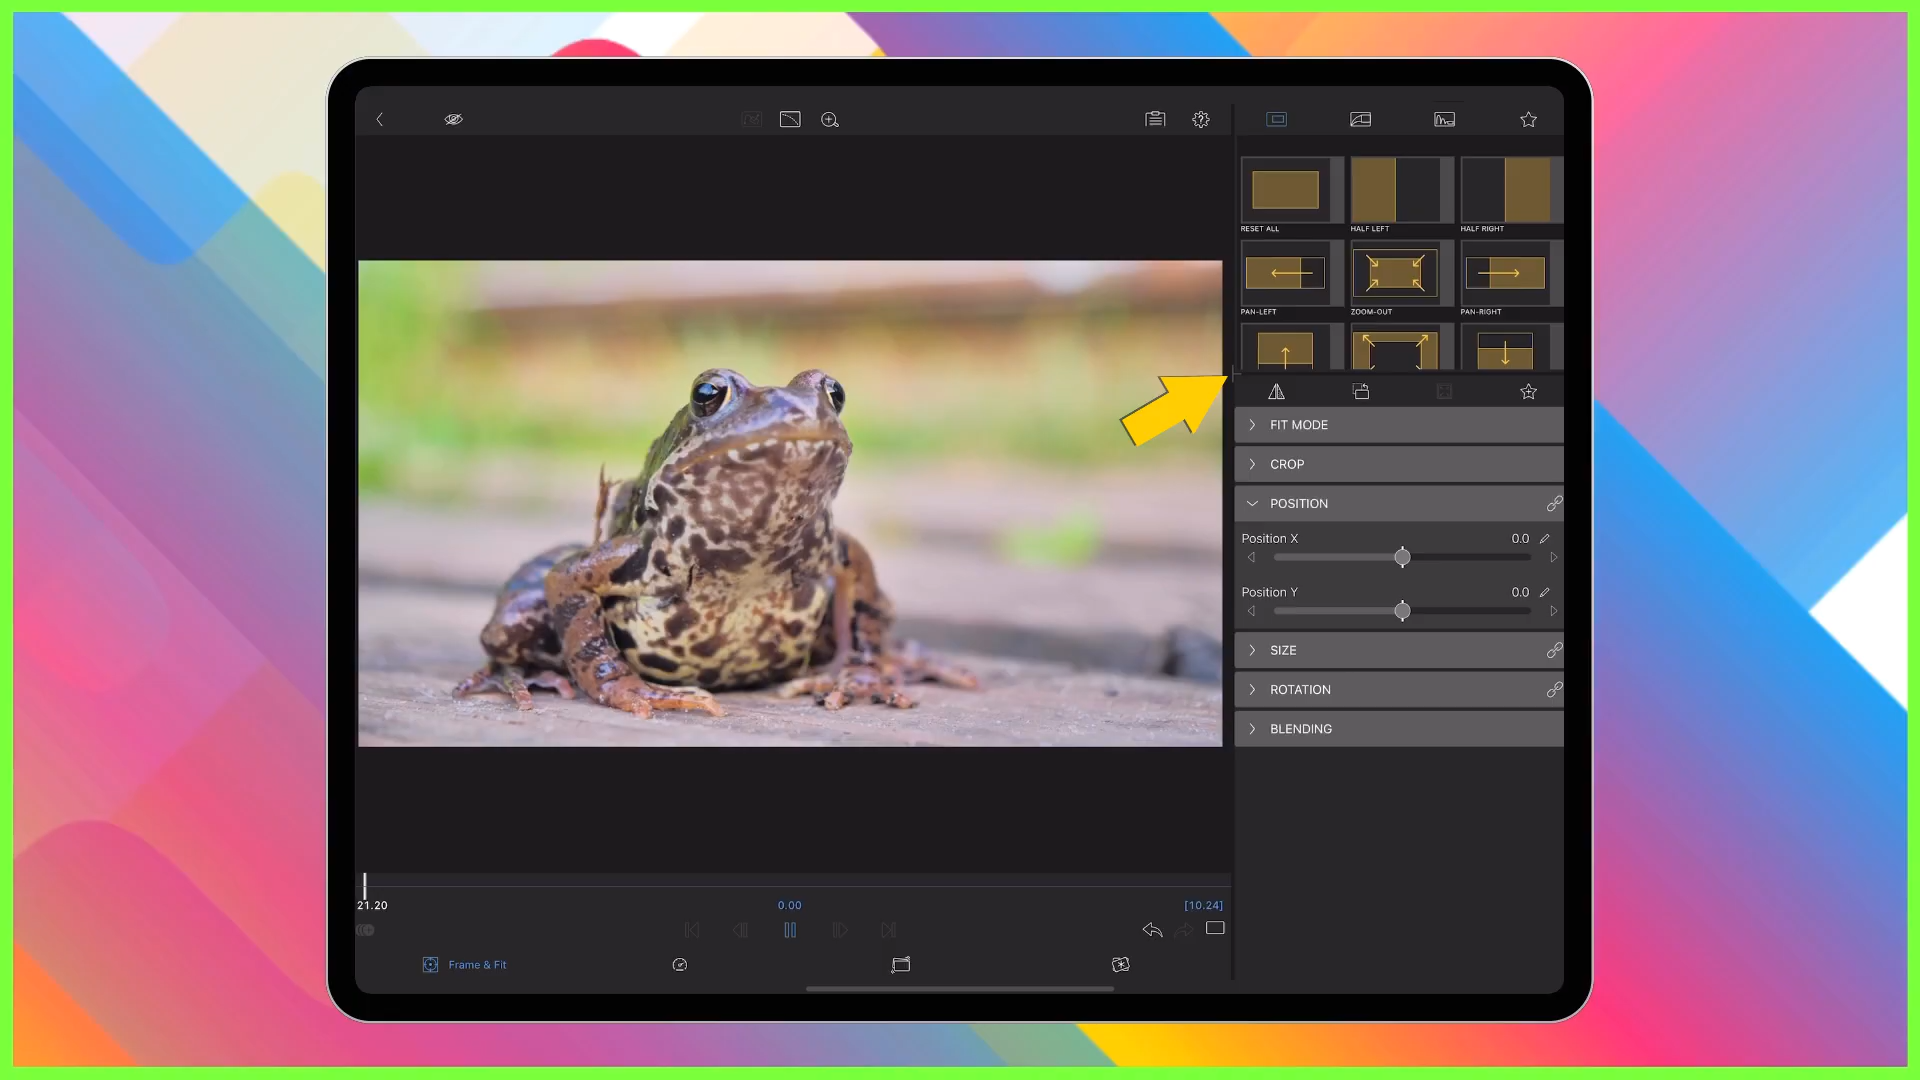 RESET ALL
HALF LEFT
HALF RIGHT
PAN-LEFT
ZOOM-OUT
PAN-RIGHT
FIT MODE
CROP
POSITION
Position X
0.0
Position Y
0.0
SIZE
ROTATION
BLENDING
21.20
0.00
[10.24]
Frame & Fit